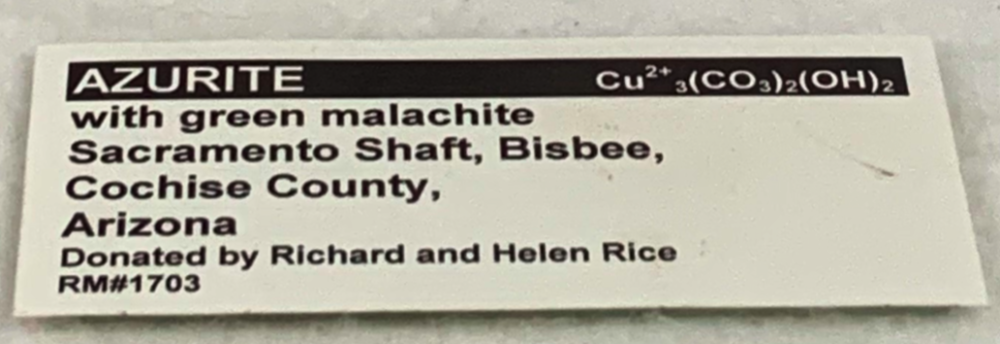 AZURITE Cu²⁺₃(CO₃)₂(OH)₂
with green malachite
Sacramento Shaft, Bisbee,
Cochise County,
Arizona
Donated by Richard and Helen Rice
RM#1703